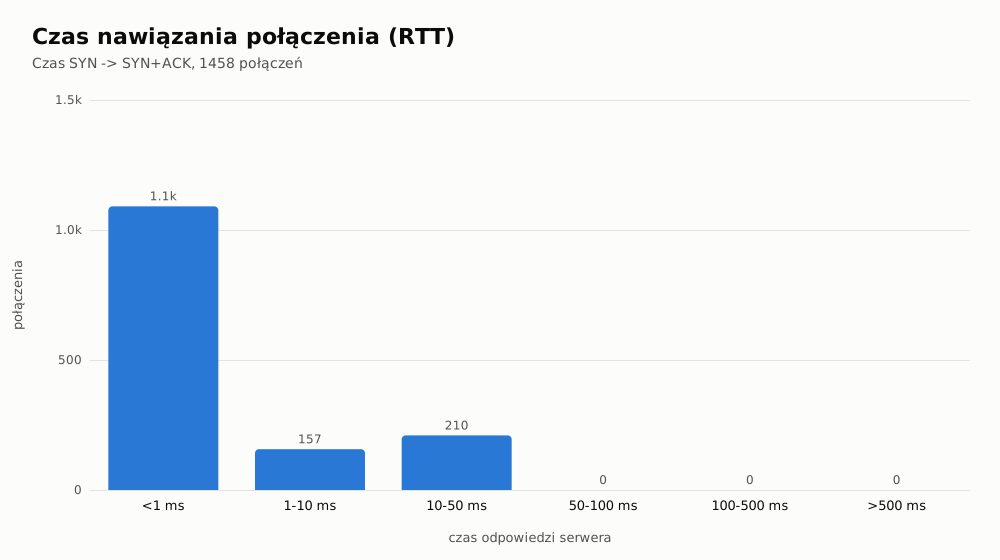 Czas nawiązania połączenia (RTT)
Czas SYN -> SYN+ACK, 1458 połączeń
1.5k
1.0k
500
0
połączenia
1.1k
157
210
0
0
0
<1 ms
1-10 ms
10-50 ms
50-100 ms
100-500 ms
>500 ms
czas odpowiedzi serwera